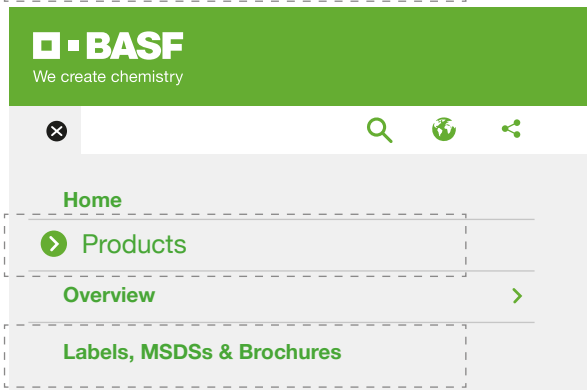 BASF
We create chemistry
Home
Products
Overview
Labels, MSDSs & Brochures